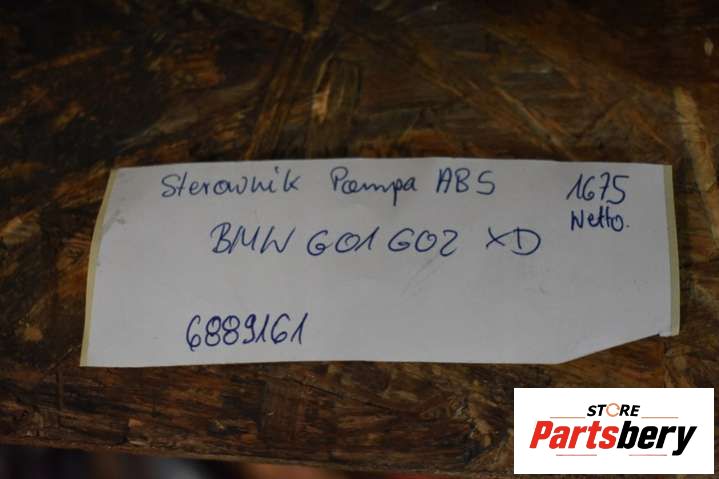 Sterownik Pompa ABS
1675
Netto.
BMW G01 G02 XD
6889161
STORE
Partsbery